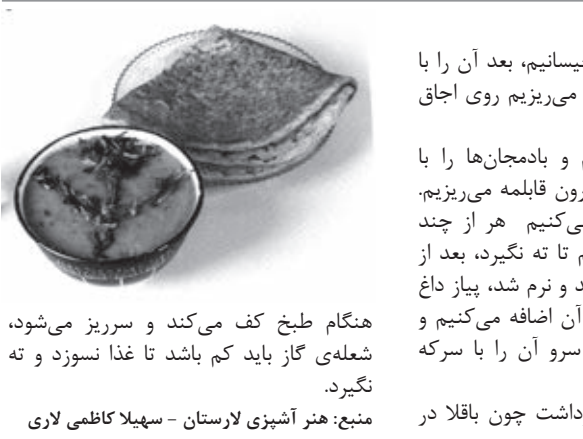 یسانیم، بعد آن را با
می‌ریزیم روی اجاق
و بادمجان‌ها را با
رون قابلمه می‌ریزیم.
ی‌کنیم هر از چند
م تا ته نگیرد، بعد از
د و نرم شد، پیاز داغ
آن اضافه می‌کنیم و
سرو آن را با سرکه
داشت چون باقلا در
هنگام طبخ کف می‌کند و سرریز می‌شود،
شعله‌ی گاز باید کم باشد تا غذا نسوزد و ته
نگیرد.
منبع: هنر آشپزی لارستان - سهیلا کاظمی لاری